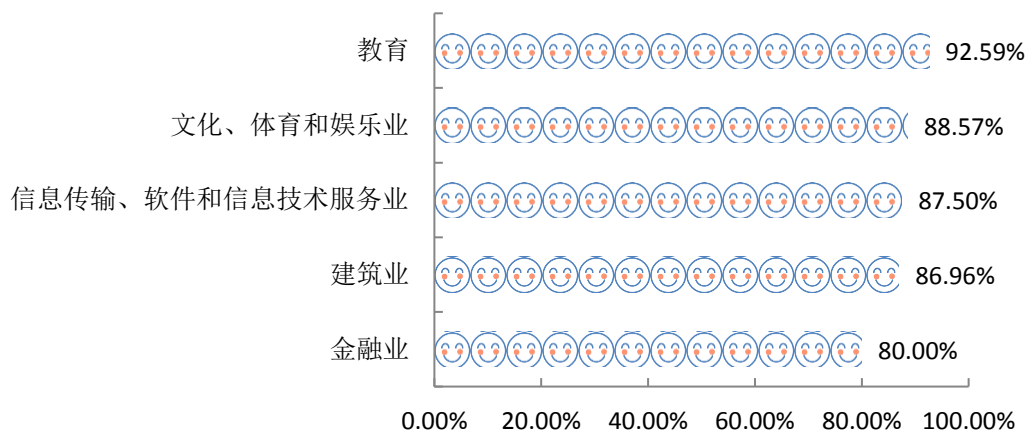 教育 92.59%
文化、体育和娱乐业 88.57%
信息传输、软件和信息技术服务业 87.50%
建筑业 86.96%
金融业 80.00%
0.00% 20.00% 40.00% 60.00% 80.00% 100.00%